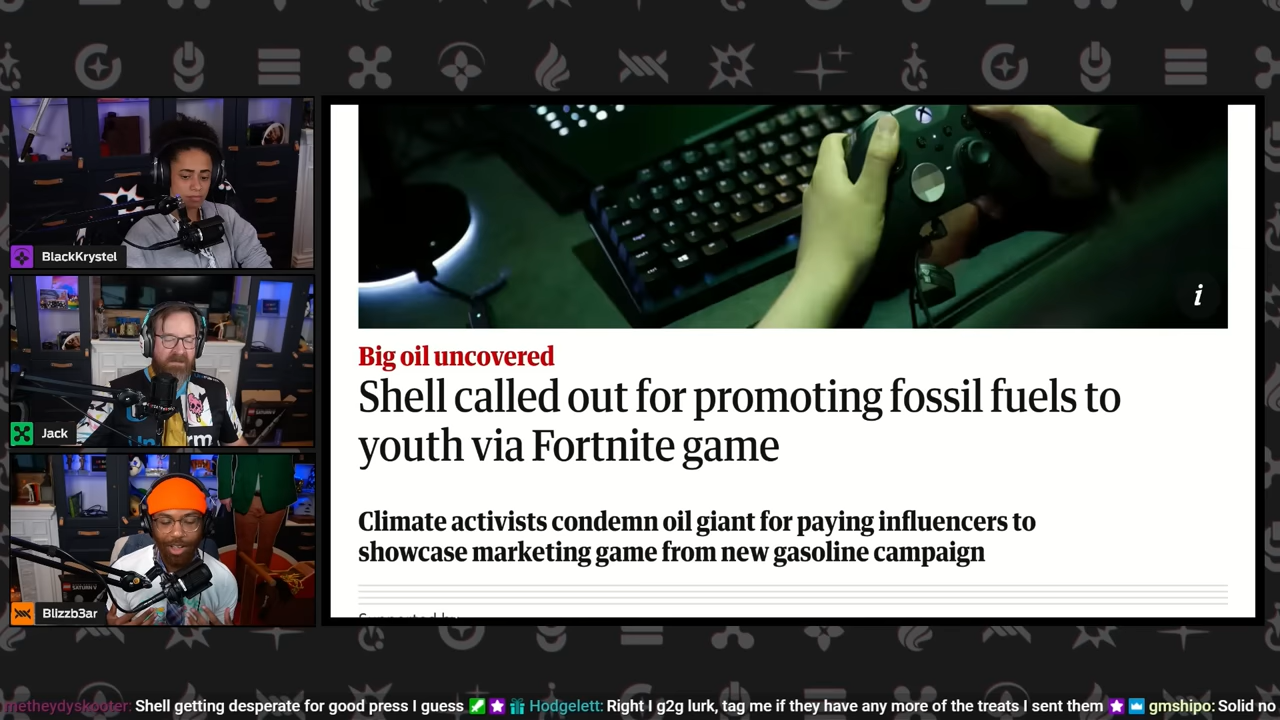 BlackKrystel
Jack
Blizzb3ar
i
Big oil uncovered
Shell called out for promoting fossil fuels to
youth via Fortnite game
Climate activists condemn oil giant for paying influencers to
showcase marketing game from new gasoline campaign
metheydyskooter: Shell getting desperate for good press I guess Hodgelett: Right I g2g lurk, tag me if they have any more of the treats I sent them gmshipo: Solid no